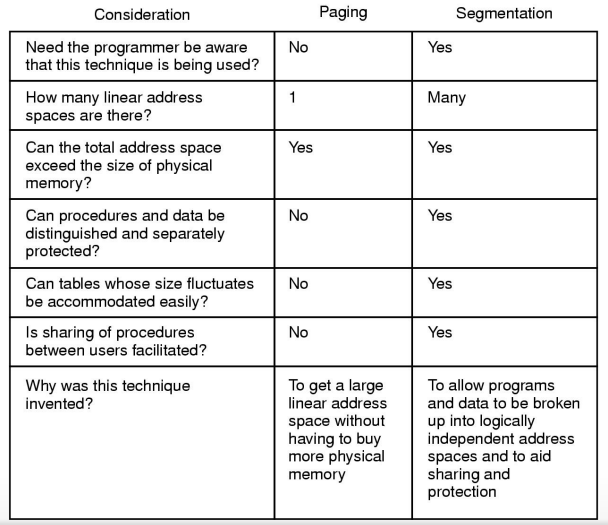 Consideration Paging Segmentation
Need the programmer be aware No Yes
that this technique is being used?
How many linear address 1 Many
spaces are there?
Can the total address space Yes Yes
exceed the size of physical
memory?
Can procedures and data be No Yes
distinguished and separately
protected?
Can tables whose size fluctuates No Yes
be accommodated easily?
Is sharing of procedures No Yes
between users facilitated?
Why was this technique To get a large To allow programs
invented? linear address and data to be broken
space without up into logically
having to buy independent address
more physical spaces and to aid
memory sharing and
protection